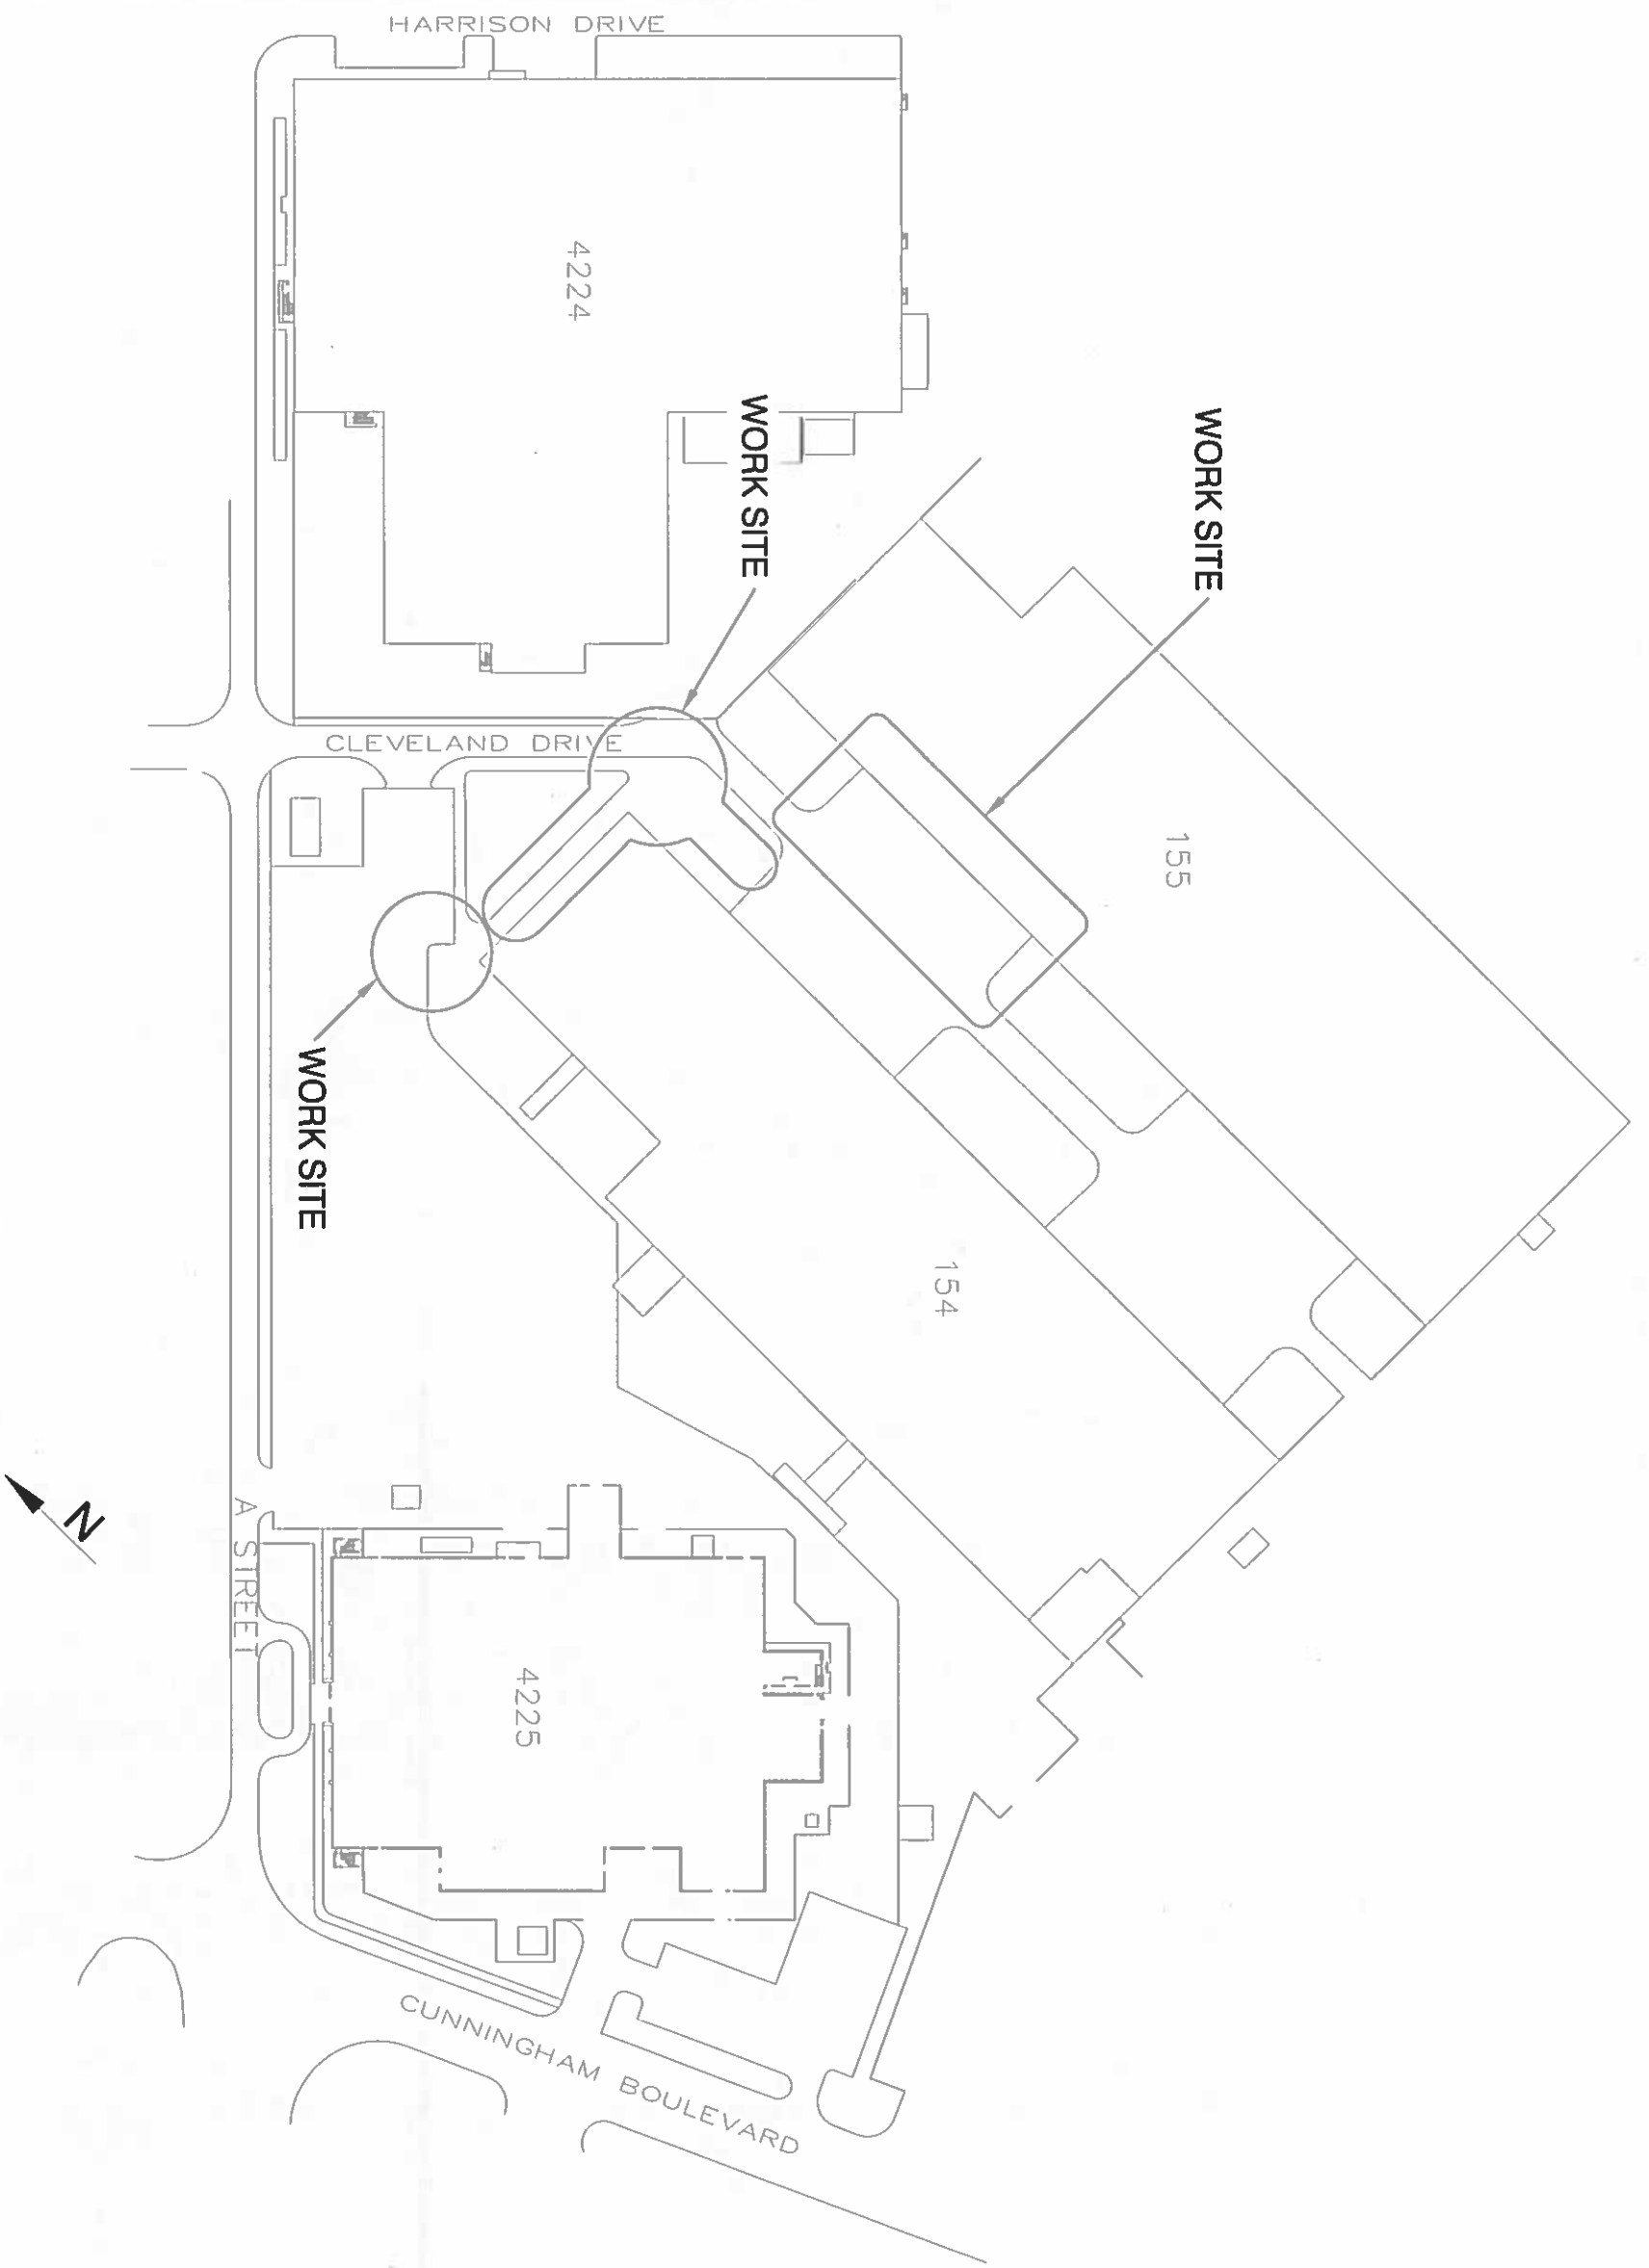 HARRISON DRIVE
4224
WORK SITE
WORK SITE
CLEVELAND DRIVE
155
WORK SITE
154
N
A STREET
4225
CUNNINGHAM BOULEVARD